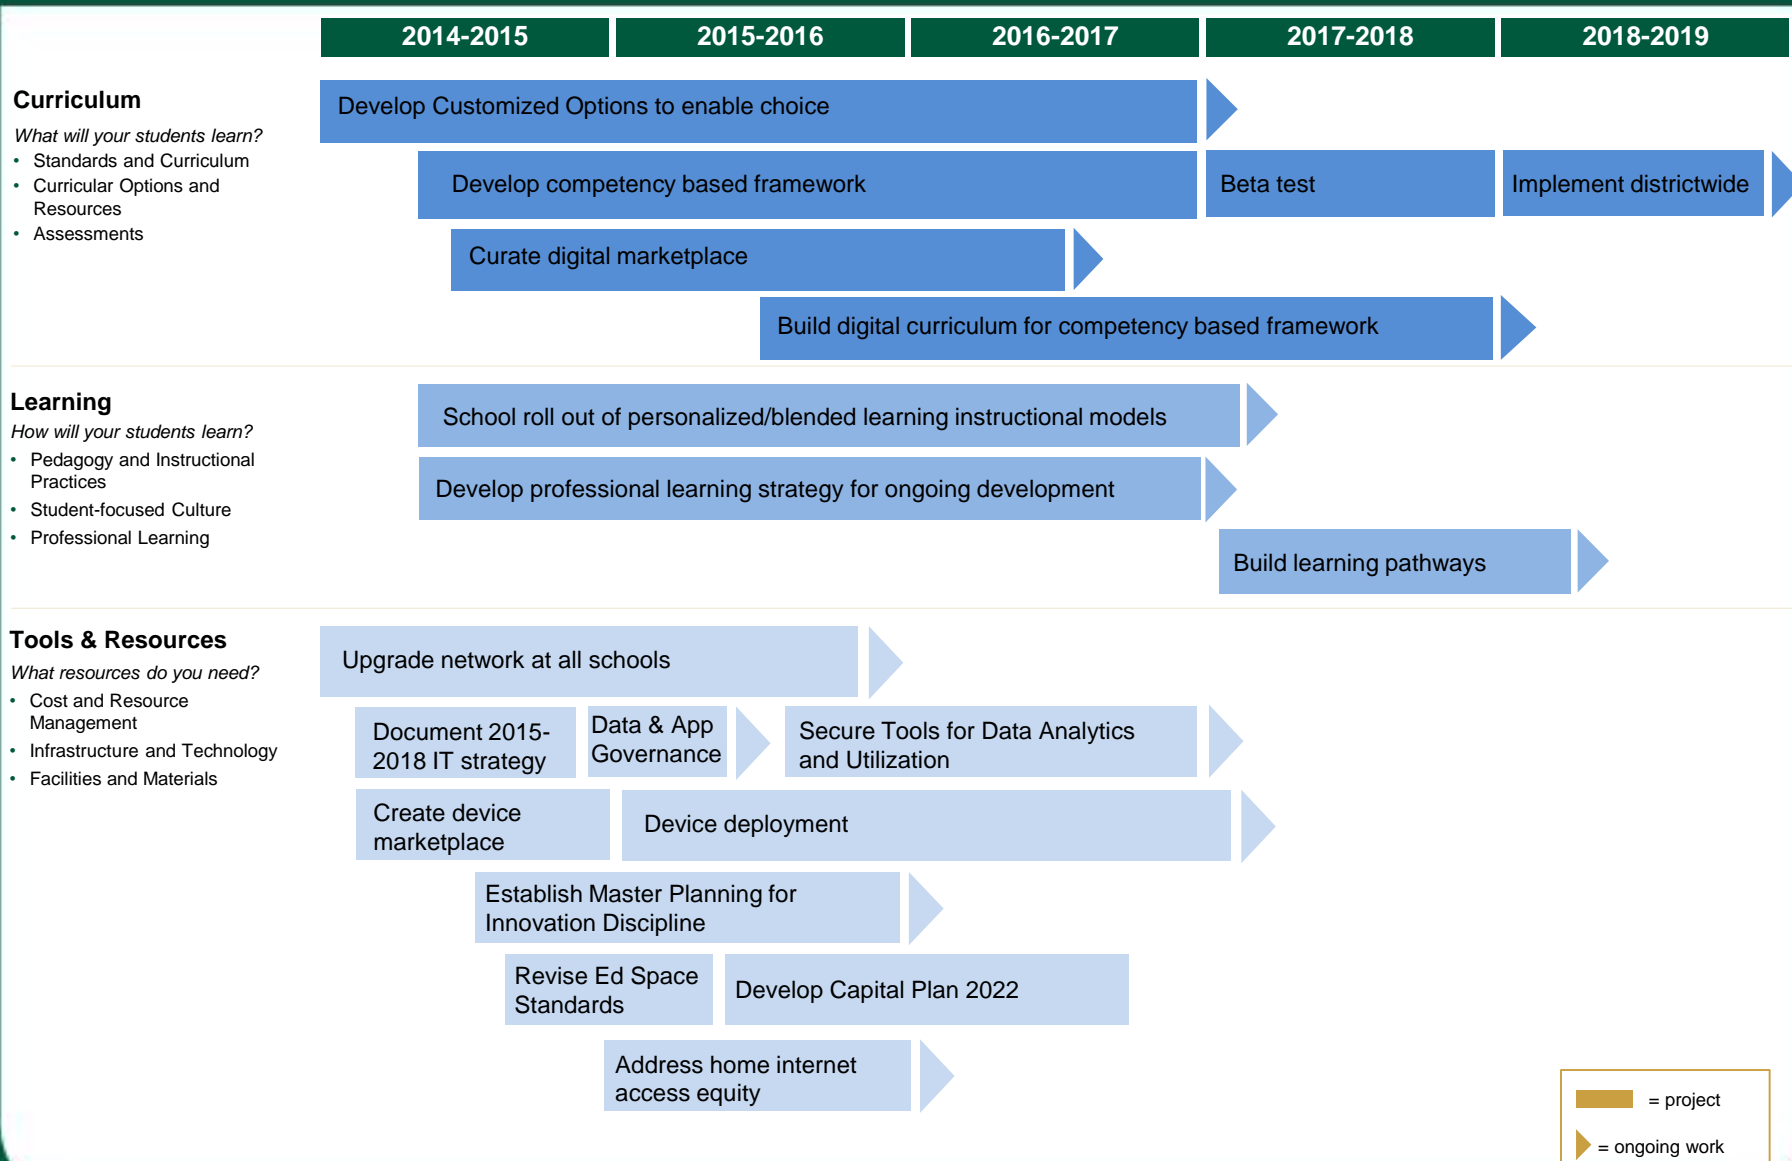 2014-2015 2015-2016 2016-2017 2017-2018 2018-2019
Curriculum
What will your students learn?
• Standards and Curriculum
• Curricular Options and
Resources
• Assessments
Develop Customized Options to enable choice
Develop competency based framework
Beta test
Implement districtwide
Curate digital marketplace
Build digital curriculum for competency based framework
Learning
How will your students learn?
• Pedagogy and Instructional
Practices
• Student-focused Culture
• Professional Learning
School roll out of personalized/blended learning instructional models
Develop professional learning strategy for ongoing development
Build learning pathways
Tools & Resources
What resources do you need?
• Cost and Resource
Management
• Infrastructure and Technology
• Facilities and Materials
Upgrade network at all schools
Document 2015-
2018 IT strategy
Data & App
Governance
Secure Tools for Data Analytics
and Utilization
Create device
marketplace
Device deployment
Establish Master Planning for
Innovation Discipline
Revise Ed Space
Standards
Develop Capital Plan 2022
Address home internet
access equity
= project
= ongoing work